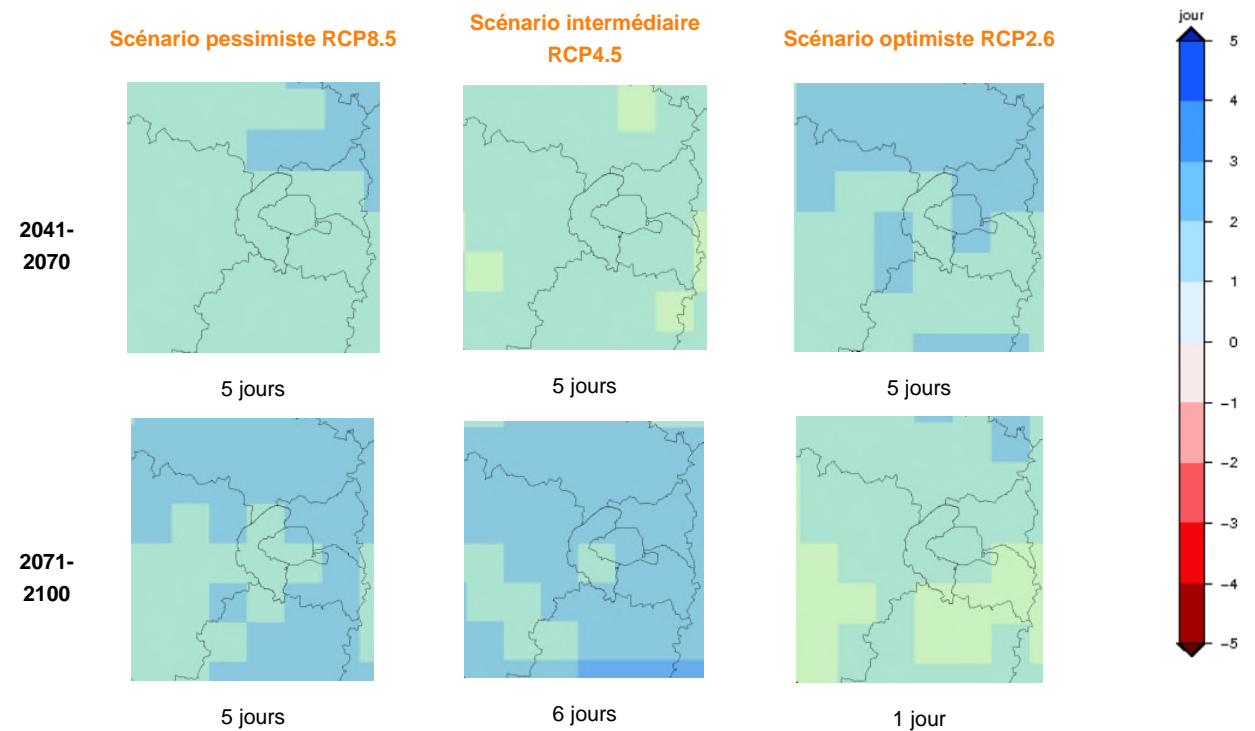 Scénario pessimiste RCP8.5
Scénario intermédiaire
RCP4.5
Scénario optimiste RCP2.6
jour
5
4
3
2
1
0
−1
−2
−3
−4
−5
2041-
2070
5 jours
5 jours
5 jours
2071-
2100
5 jours
6 jours
1 jour